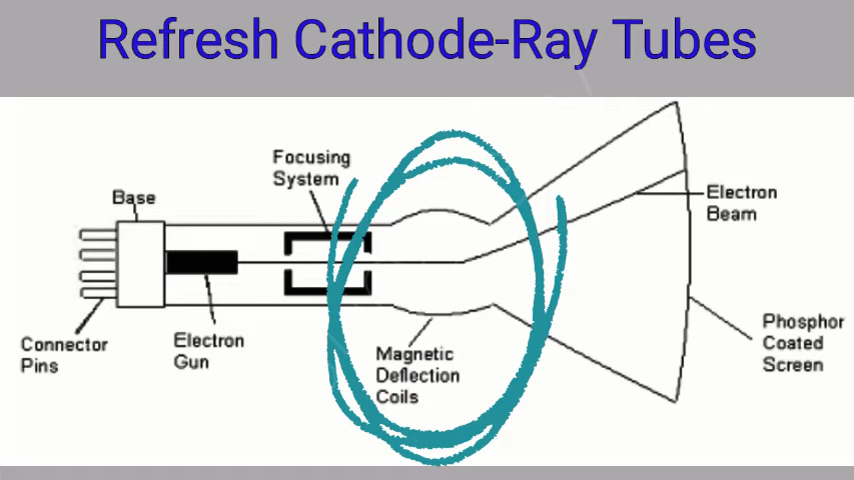 Refresh Cathode-Ray Tubes
Focusing
System
Base
Electron
Beam
Connector
Pins
Electron
Gun
Magnetic
Deflection
Coils
Phosphor
Coated
Screen